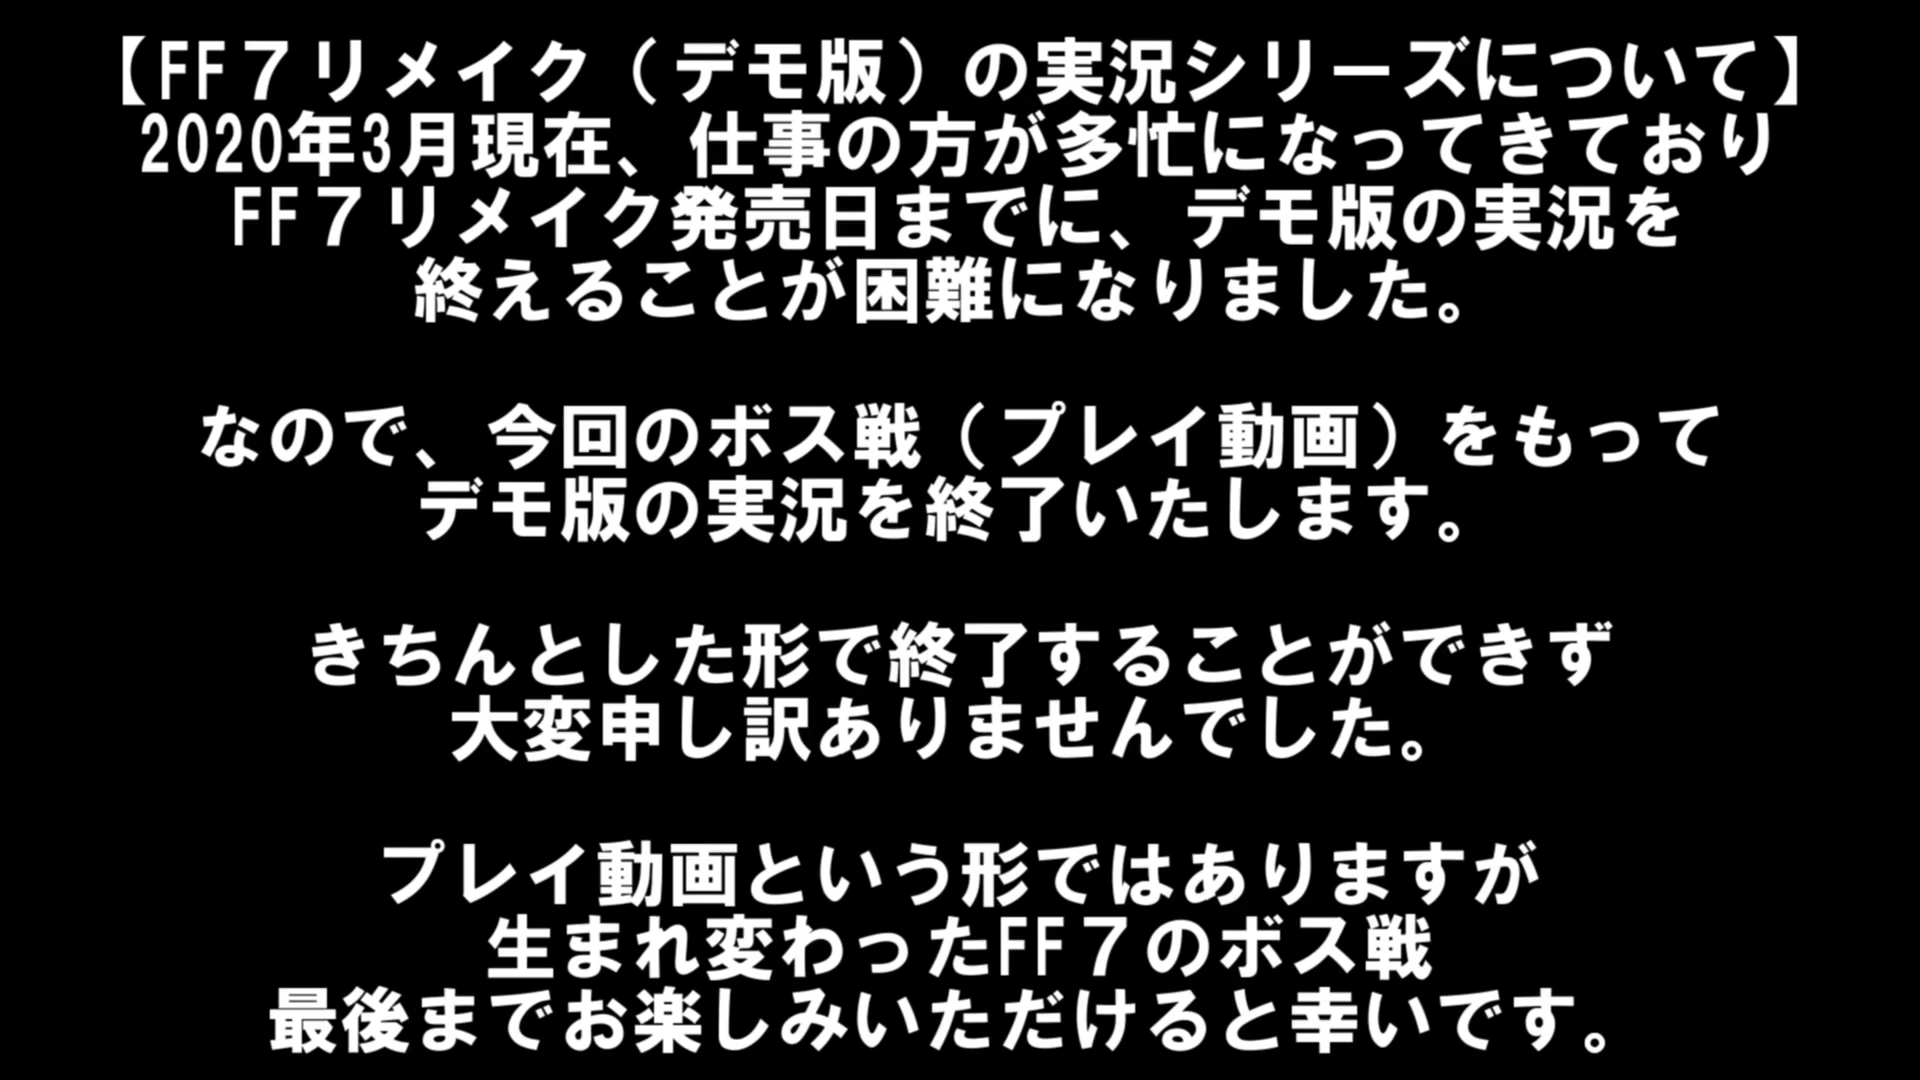 【FF７リメイク（デモ版）の実況シリーズについて】
2020年3月現在、仕事の方が多忙になってきており
FF７リメイク発売日までに、デモ版の実況を
終えることが困難になりました。
なので、今回のボス戦（プレイ動画）をもって
デモ版の実況を終了いたします。
きちんとした形で終了することができず
大変申し訳ありませんでした。
プレイ動画という形ではありますが
生まれ変わったFF７のボス戦
最後までお楽しみいただけると幸いです。